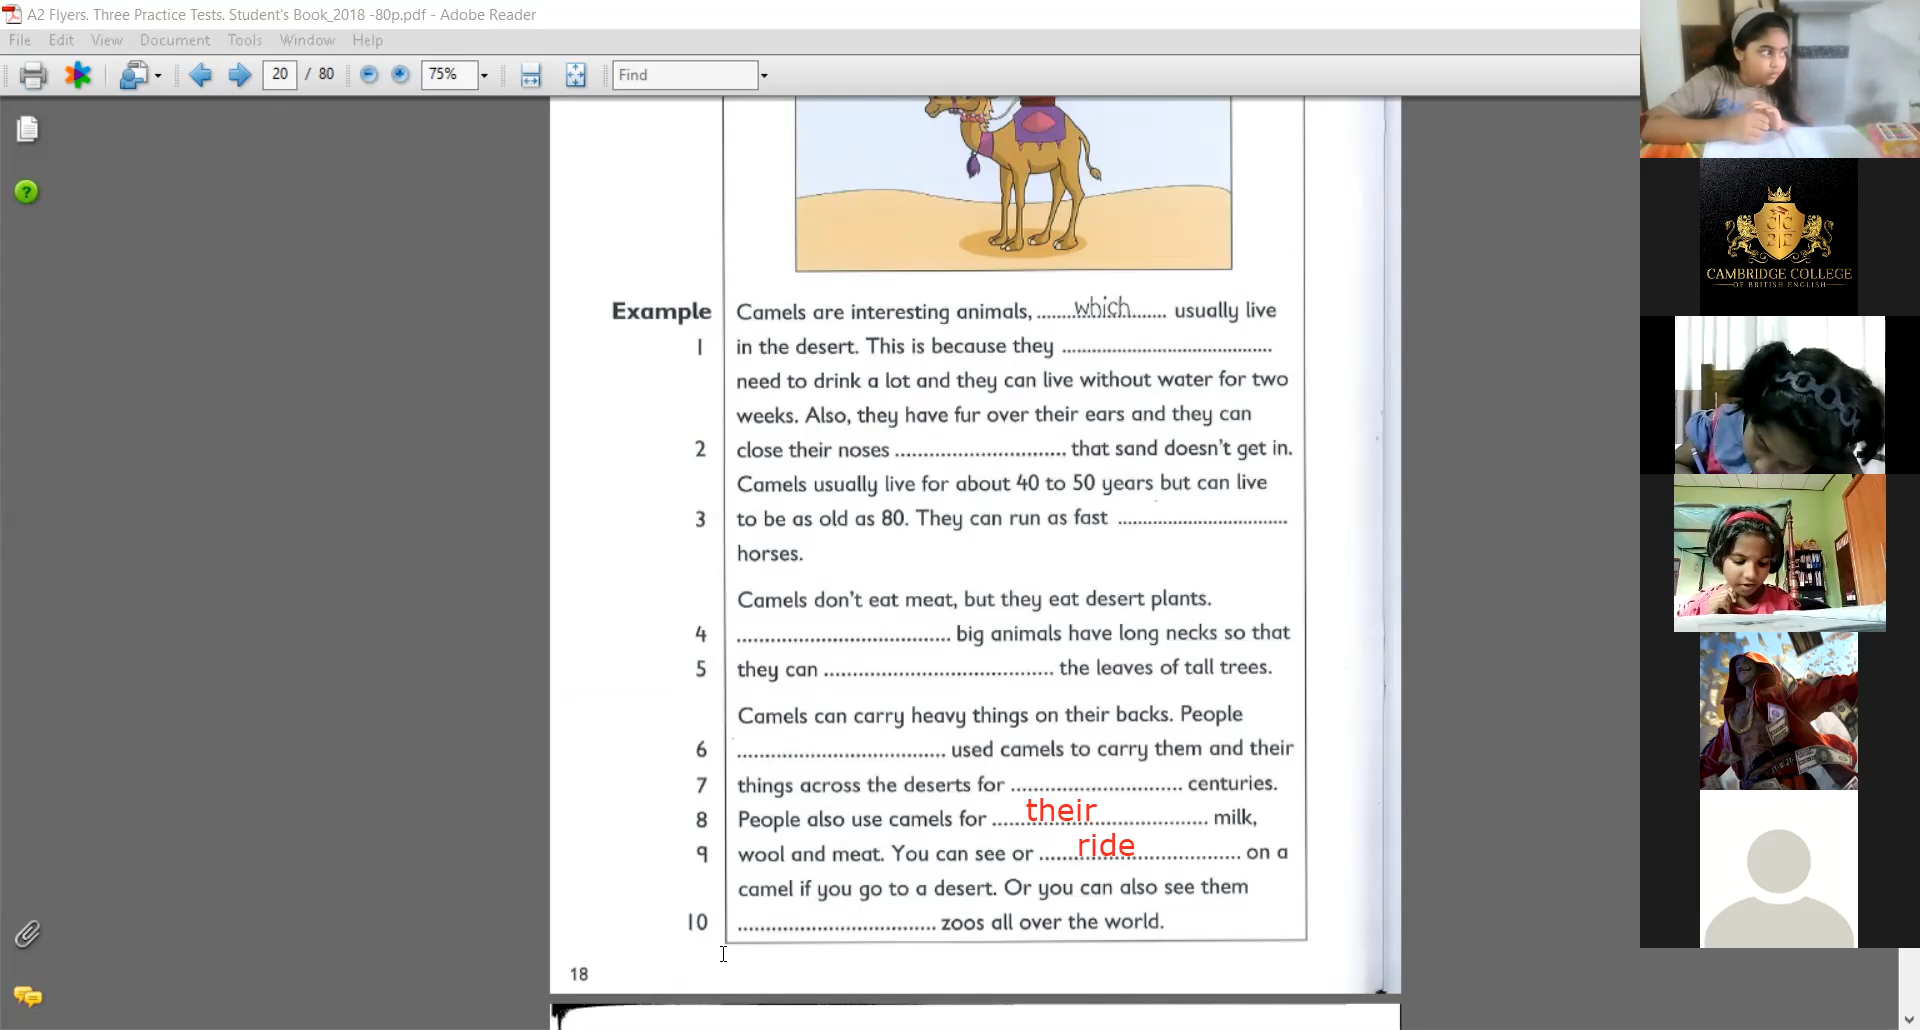 A2 Flyers. Three Practice Tests. Student's Book_2018 -80p.pdf - Adobe Reader
File Edit View Document Tools Window Help
20 / 80 75% Find
CAMBRIDGE COLLEGE
OF BRITISH ENGLISH
Example Camels are interesting animals, ........which........ usually live
1 in the desert. This is because they ........................................
need to drink a lot and they can live without water for two
weeks. Also, they have fur over their ears and they can
2 close their noses ................................ that sand doesn't get in.
Camels usually live for about 40 to 50 years but can live
3 to be as old as 80. They can run as fast ................................
horses.
Camels don't eat meat, but they eat desert plants.
4 ........................................ big animals have long necks so that
5 they can ........................................ the leaves of tall trees.
Camels can carry heavy things on their backs. People
6 ........................................ used camels to carry them and their
7 things across the deserts for ................................ centuries.
8 People also use camels for ......their...................... milk,
9 wool and meat. You can see or .......ride...................... on a
camel if you go to a desert. Or you can also see them
10 ........................................ zoos all over the world.
18